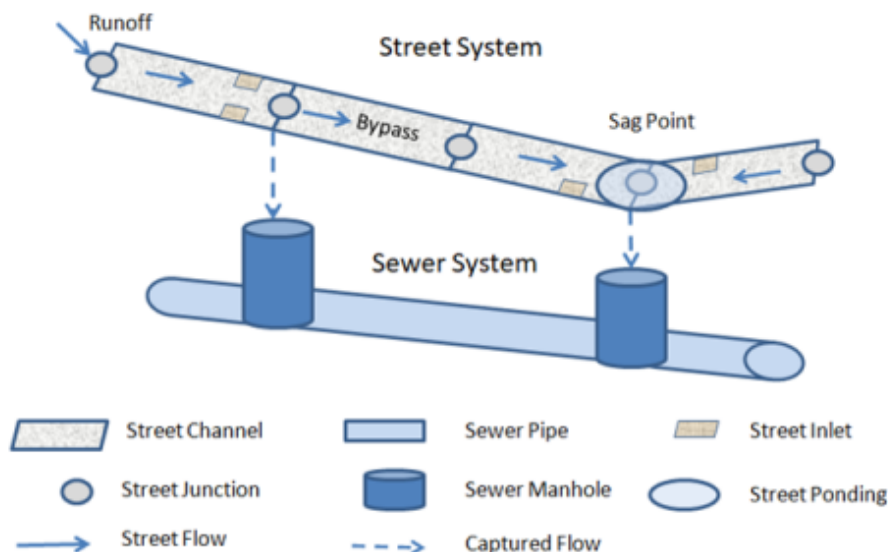 Runoff
Street System
Bypass
Sag Point
Sewer System
Street Channel
Sewer Pipe
Street Inlet
Street Junction
Sewer Manhole
Street Ponding
Street Flow
Captured Flow